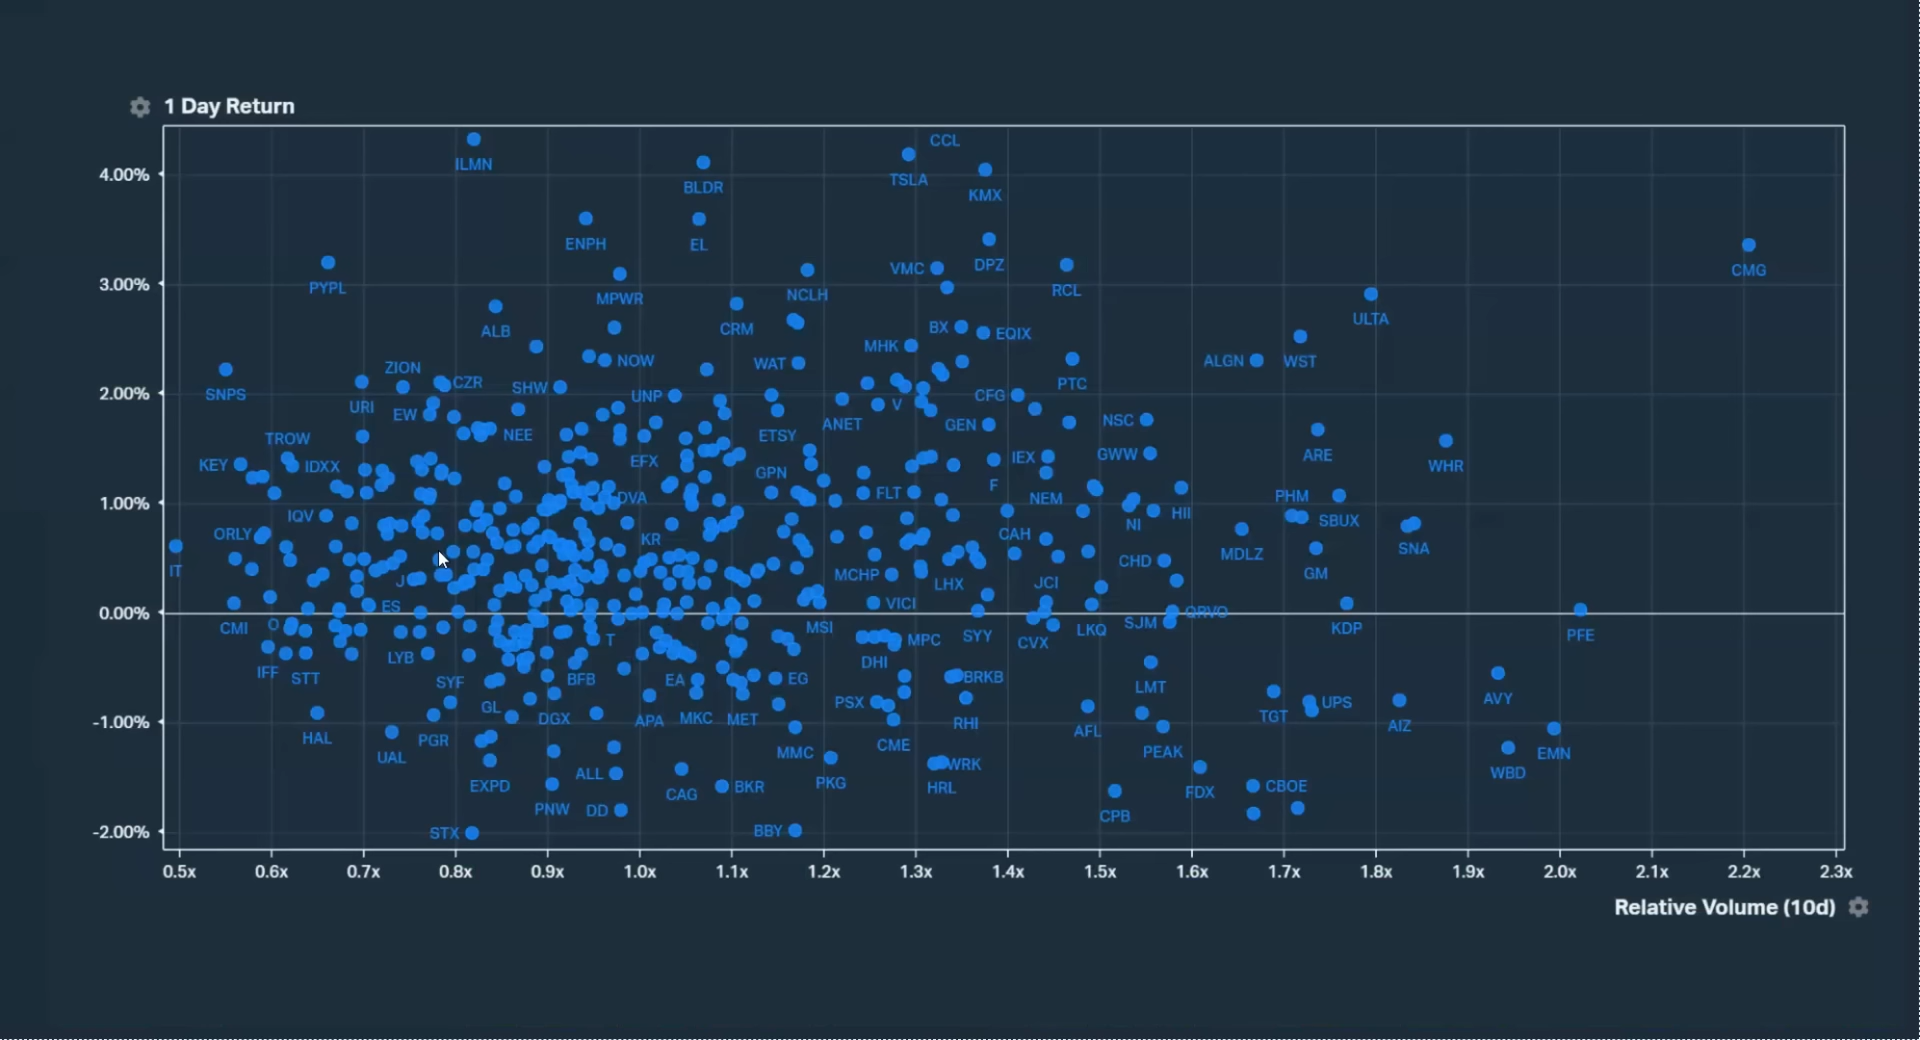 1 Day Return
CCL
4.00%
ILMN
TSLA
BLDR
KMX
ENPH
EL
VMC
DPZ
CMG
3.00%
PYPL
NCLH
RCL
MPWR
ULTA
ALB
CRM
BX
EQIX
MHK
NOW
WAT
ALGN
WST
ZION
CZR
SHW
PTC
2.00%
SNPS
UNP
CFG
URI
EW
V
ANET
GEN
NSC
NEE
ETSY
TROW
GWW
ARE
KEY
IDXX
EFX
IEX
WHR
GPN
F
1.00%
DVA
FLT
NEM
PHM
IQV
HII
SBUX
NI
ORLY
KR
CAH
SNA
MDLZ
CHD
IT
MCHP
GM
J
LHX
JCI
ES
VICI
0.00%
QRVO
CMI
O
MSI
SJM
KDP
LKQ
PFE
T
MPC
SYY
CVX
LYB
DHI
IFF
STT
BFB
EA
EG
BRKB
SYF
LMT
PSX
UPS
AVY
GL
DGX
APA
MKC
MET
TGT
-1.00%
RHI
AIZ
HAL
PGR
CME
AFL
UAL
MMC
PEAK
EMN
WRK
ALL
WBD
EXPD
PKG
HRL
BKR
CBOE
CAG
FDX
PNW
DD
CPB
-2.00%
STX
BBY
0.5x 0.6x 0.7x 0.8x 0.9x 1.0x 1.1x 1.2x 1.3x 1.4x 1.5x 1.6x 1.7x 1.8x 1.9x 2.0x 2.1x 2.2x 2.3x
Relative Volume (10d)